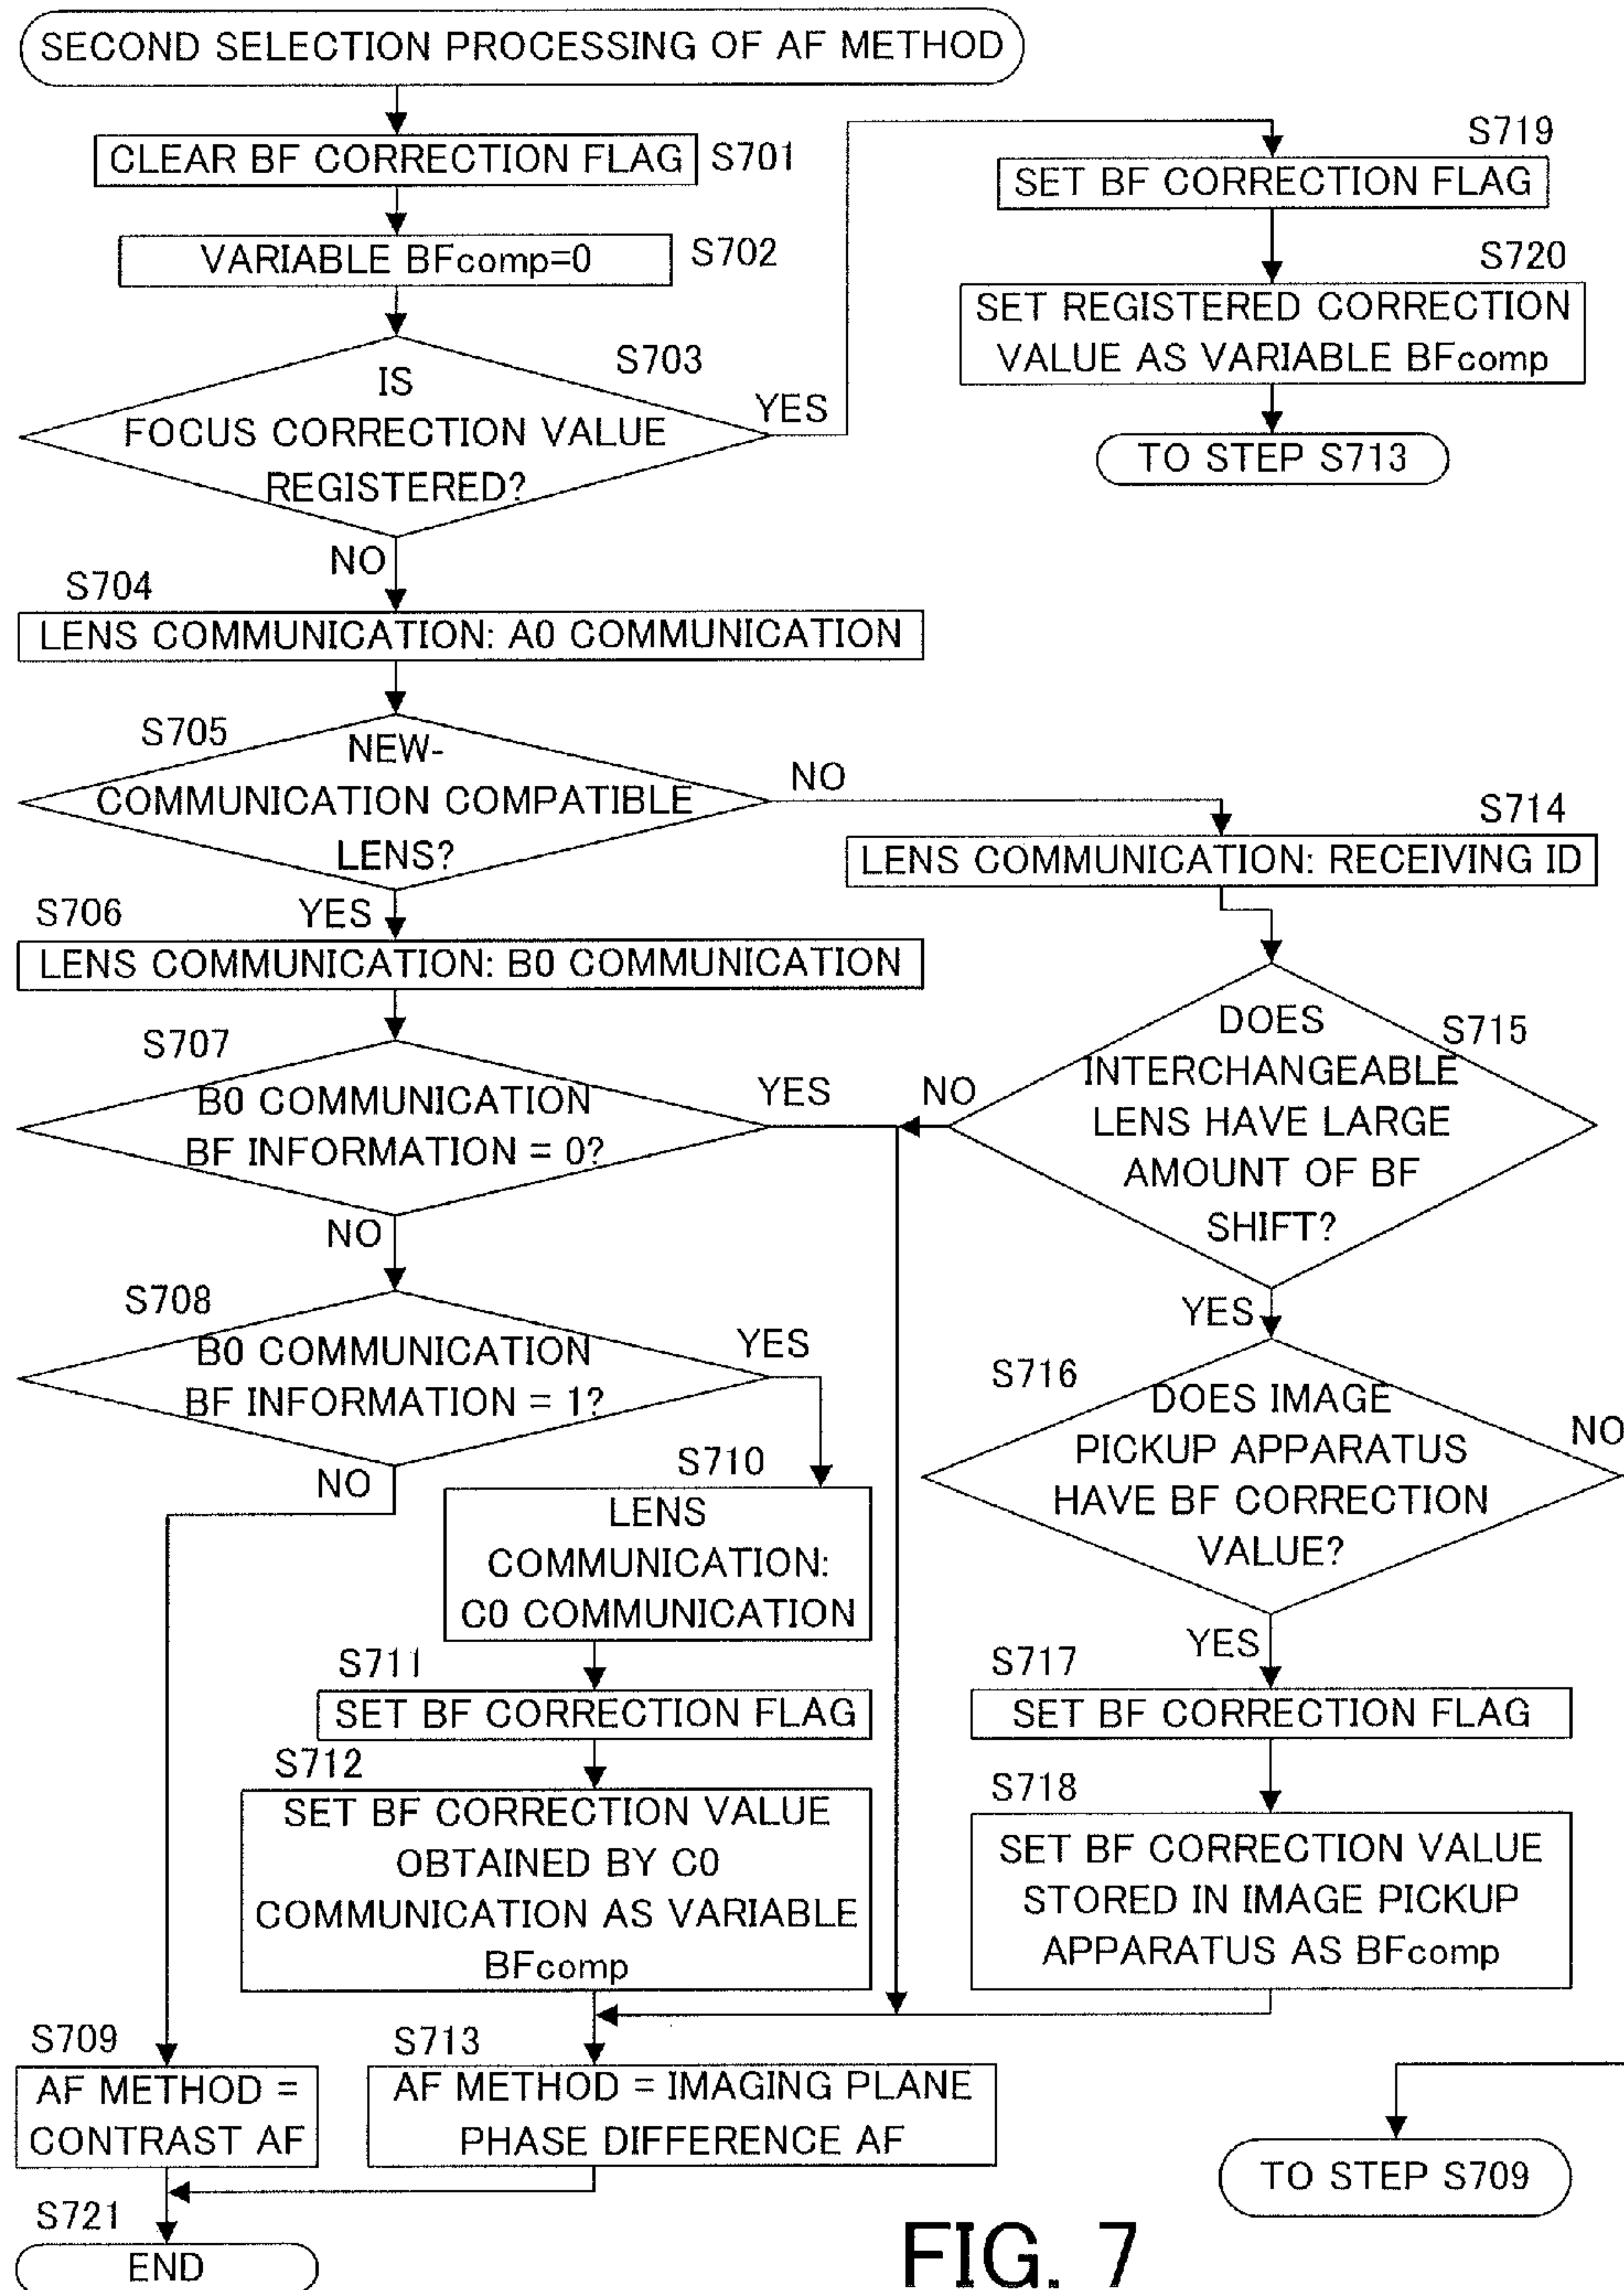 SECOND SELECTION PROCESSING OF AF METHOD
CLEAR BF CORRECTION FLAG
S701
VARIABLE BFcomp=0
S702
S703
IS
FOCUS CORRECTION VALUE
REGISTERED?
YES
NO
S719
SET BF CORRECTION FLAG
S720
SET REGISTERED CORRECTION
VALUE AS VARIABLE BFcomp
TO STEP S713
S704
LENS COMMUNICATION: A0 COMMUNICATION
S705
NEW-
COMMUNICATION COMPATIBLE
LENS?
NO
YES
S714
LENS COMMUNICATION: RECEIVING ID
S706
LENS COMMUNICATION: B0 COMMUNICATION
S707
B0 COMMUNICATION
BF INFORMATION = 0?
YES
NO
S715
DOES
INTERCHANGEABLE
LENS HAVE LARGE
AMOUNT OF BF
SHIFT?
NO
YES
S708
B0 COMMUNICATION
BF INFORMATION = 1?
YES
NO
S716
DOES IMAGE
PICKUP APPARATUS
HAVE BF CORRECTION
VALUE?
NO
YES
S710
LENS
COMMUNICATION:
C0 COMMUNICATION
S711
SET BF CORRECTION FLAG
S712
SET BF CORRECTION VALUE
OBTAINED BY C0
COMMUNICATION AS VARIABLE
BFcomp
S717
SET BF CORRECTION FLAG
S718
SET BF CORRECTION VALUE
STORED IN IMAGE PICKUP
APPARATUS AS BFcomp
S709
AF METHOD =
CONTRAST AF
S713
AF METHOD = IMAGING PLANE
PHASE DIFFERENCE AF
TO STEP S709
S721
END
FIG. 7